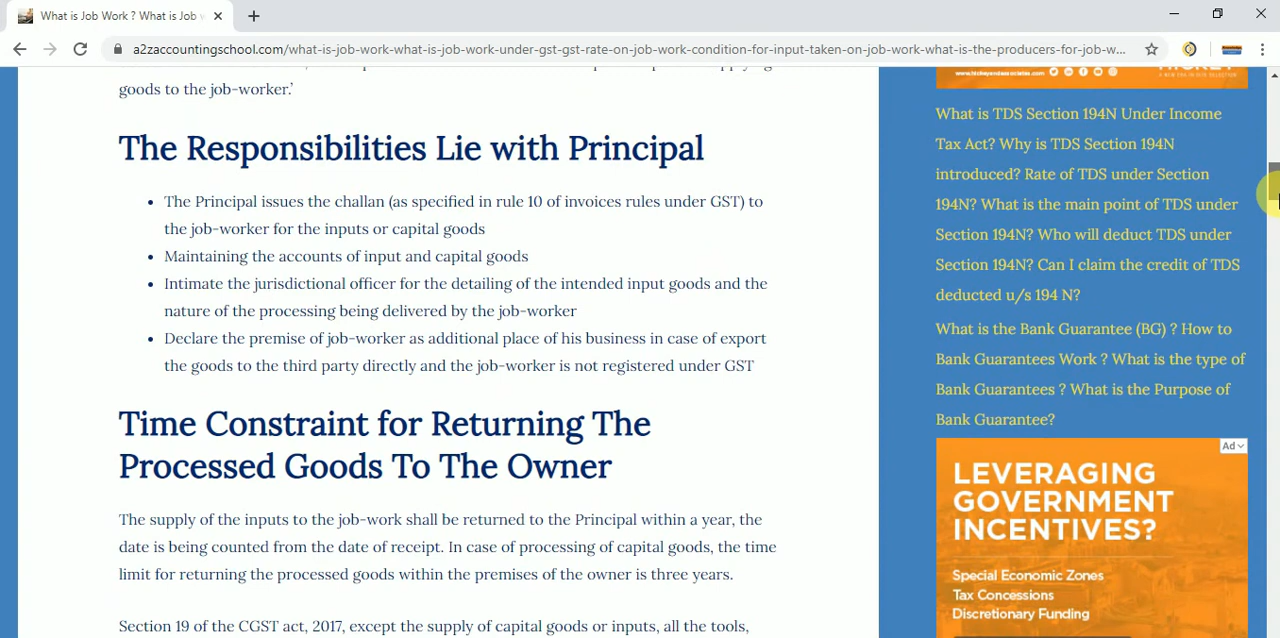 What is Job Work ? What is Job
a2zaccountingschool.com/what-is-job-work-what-is-job-work-under-gst-gst-rate-on-job-work-condition-for-input-taken-on-job-work-what-is-the-producers-for-job-w...
goods to the job-worker.’
The Responsibilities Lie with Principal
• The Principal issues the challan (as specified in rule 10 of invoices rules under GST) to
the job-worker for the inputs or capital goods
• Maintaining the accounts of input and capital goods
• Intimate the jurisdictional officer for the detailing of the intended input goods and the
nature of the processing being delivered by the job-worker
• Declare the premise of job-worker as additional place of his business in case of export
the goods to the third party directly and the job-worker is not registered under GST
Time Constraint for Returning The
Processed Goods To The Owner
The supply of the inputs to the job-work shall be returned to the Principal within a year, the
date is being counted from the date of receipt. In case of processing of capital goods, the time
limit for returning the processed goods within the premises of the owner is three years.
Section 19 of the CGST act, 2017, except the supply of capital goods or inputs, all the tools,
www.hickeyandassociates.com
What is TDS Section 194N Under Income
Tax Act? Why is TDS Section 194N
introduced? Rate of TDS under Section
194N? What is the main point of TDS under
Section 194N? Who will deduct TDS under
Section 194N? Can I claim the credit of TDS
deducted u/s 194 N?
What is the Bank Guarantee (BG) ? How to
Bank Guarantees Work ? What is the type of
Bank Guarantees ? What is the Purpose of
Bank Guarantee?
Ad
LEVERAGING
GOVERNMENT
INCENTIVES?
Special Economic Zones
Tax Concessions
Discretionary Funding